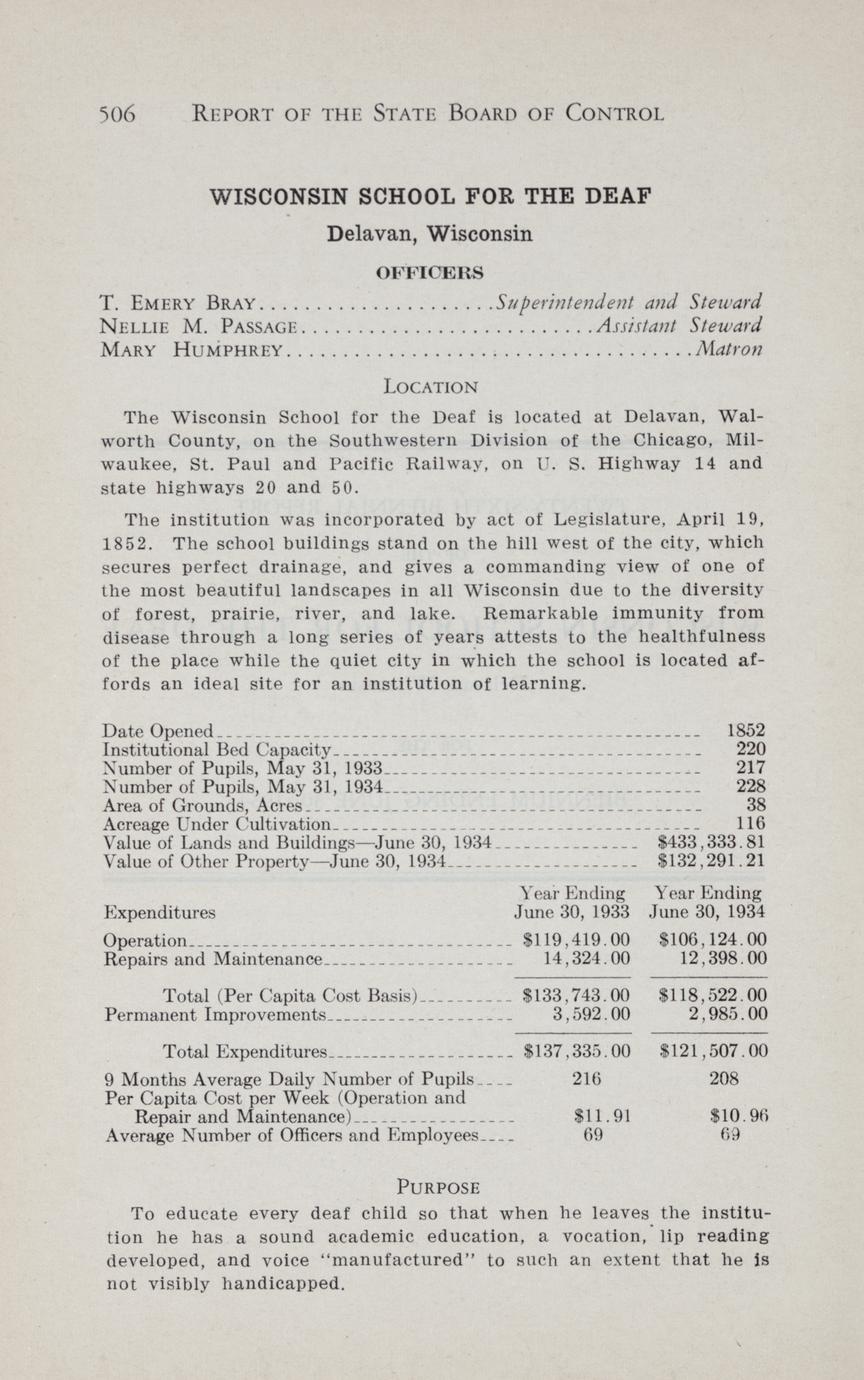 506 REPORT OF THE STATE BOARD OF CONTROL
WISCONSIN SCHOOL FOR THE DEAF
Delavan, Wisconsin
OFFICERS
T. EMERY BRAY.....................Superintendent and Steward
NELLIE M. PASSAGE..........................Assistant Steward
MARY HUMPHREY....................................Matron
LOCATION
The Wisconsin School for the Deaf is located at Delavan, Wal-
worth County, on the Southwestern Division of the Chicago, Mil-
waukee, St. Paul and Pacific Railway, on U. S. Highway 14 and
state highways 20 and 50.
The institution was incorporated by act of Legislature, April 19,
1852. The school buildings stand on the hill west of the city, which
secures perfect drainage, and gives a commanding view of one of
the most beautiful landscapes in all Wisconsin due to the diversity
of forest, prairie, river, and lake. Remarkable immunity from
disease through a long series of years attests to the healthfulness
of the place while the quiet city in which the school is located af-
fords an ideal site for an institution of learning.
Date Opened 1852
Institutional Bed Capacity 220
Number of Pupils, May 31, 1933 217
Number of Pupils, May 31, 1934 228
Area of Grounds, Acres 38
Acreage Under Cultivation 116
Value of Lands and Buildings—June 30, 1934 $433,333.81
Value of Other Property—June 30, 1934 $132,291.21
Year Ending Year Ending
Expenditures June 30, 1933 June 30, 1934
Operation $119,419.00 $106,124.00
Repairs and Maintenance 14,324.00 12,398.00
Total (Per Capita Cost Basis) $133,743.00 $118,522.00
Permanent Improvements 3,592.00 2,985.00
Total Expenditures $137,335.00 $121,507.00
9 Months Average Daily Number of Pupils 216 208
Per Capita Cost per Week (Operation and
Repair and Maintenance) $11.91 $10.96
Average Number of Officers and Employees 69 69
PURPOSE
To educate every deaf child so that when he leaves the institu-
tion he has a sound academic education, a vocation, lip reading
developed, and voice "manufactured" to such an extent that he is
not visibly handicapped.